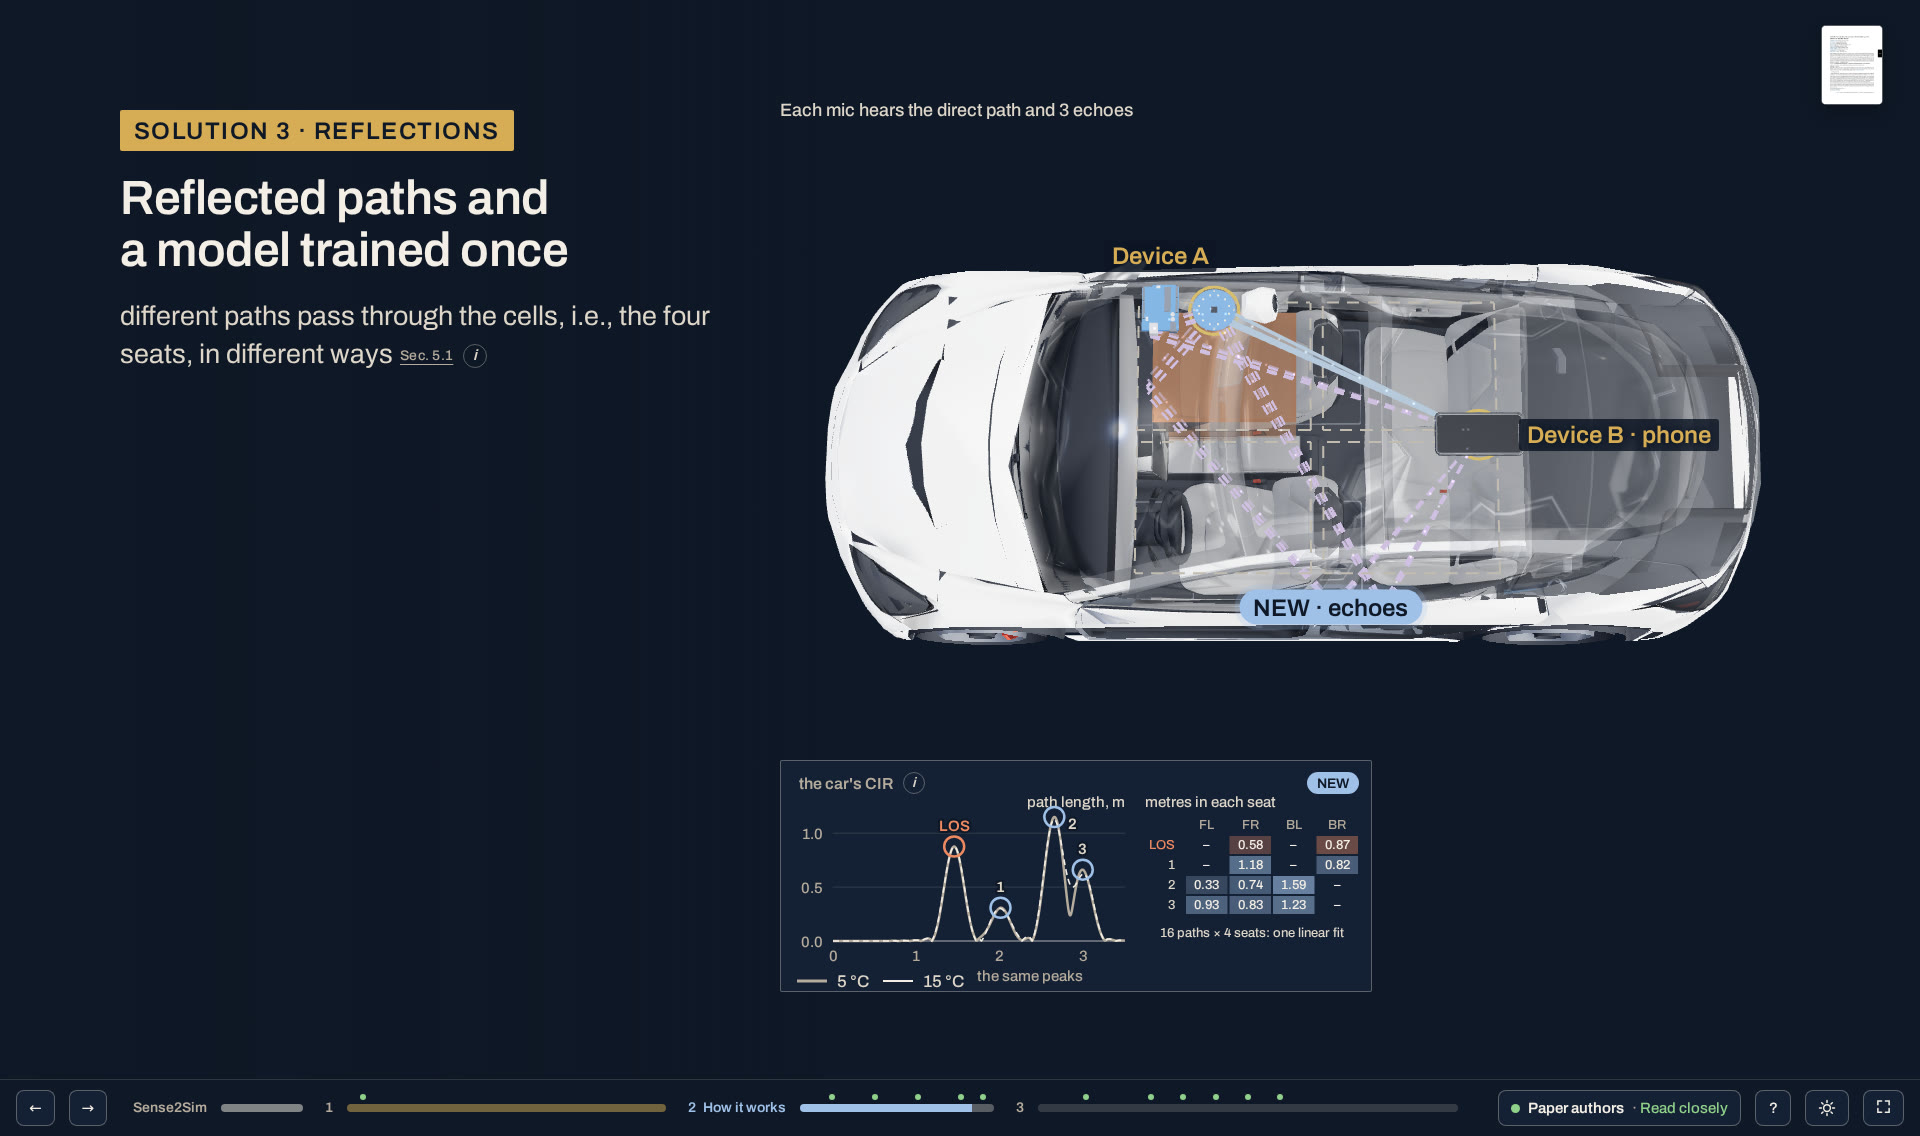 SOLUTION 3 · REFLECTIONS
Reflected paths and
a model trained once
different paths pass through the cells, i.e., the four
seats, in different ways Sec. 5.1 i
Each mic hears the direct path and 3 echoes
Device A
Device B · phone
NEW · echoes
the car's CIR i
NEW
path length, m
metres in each seat
LOS
1
2
3
1.0
0.5
0.0
0 1 2 3
5 °C 15 °C the same peaks
FL FR BL BR
LOS – 0.58 – 0.87
1 – 1.18 – 0.82
2 0.33 0.74 1.59 –
3 0.93 0.83 1.23 –
16 paths × 4 seats: one linear fit
← → Sense2Sim 1 2 How it works 3 Paper authors · Read closely ?